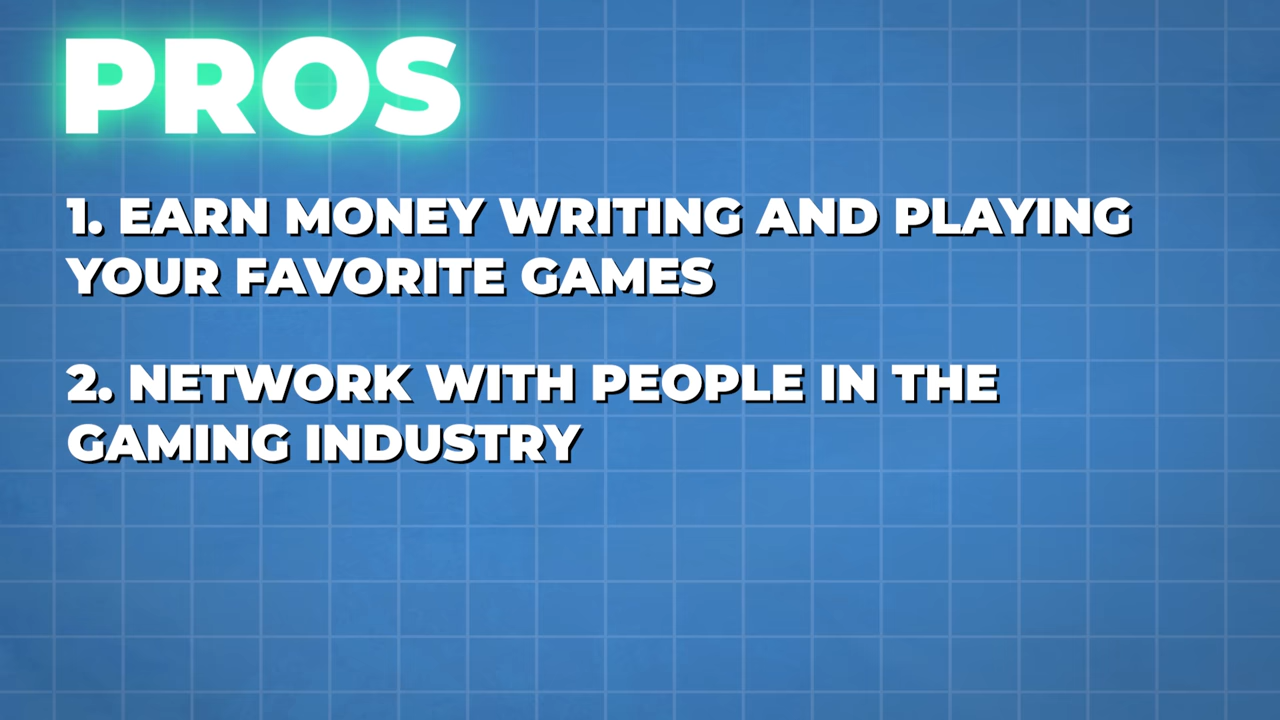 PROS
1. EARN MONEY WRITING AND PLAYING
YOUR FAVORITE GAMES
2. NETWORK WITH PEOPLE IN THE
GAMING INDUSTRY